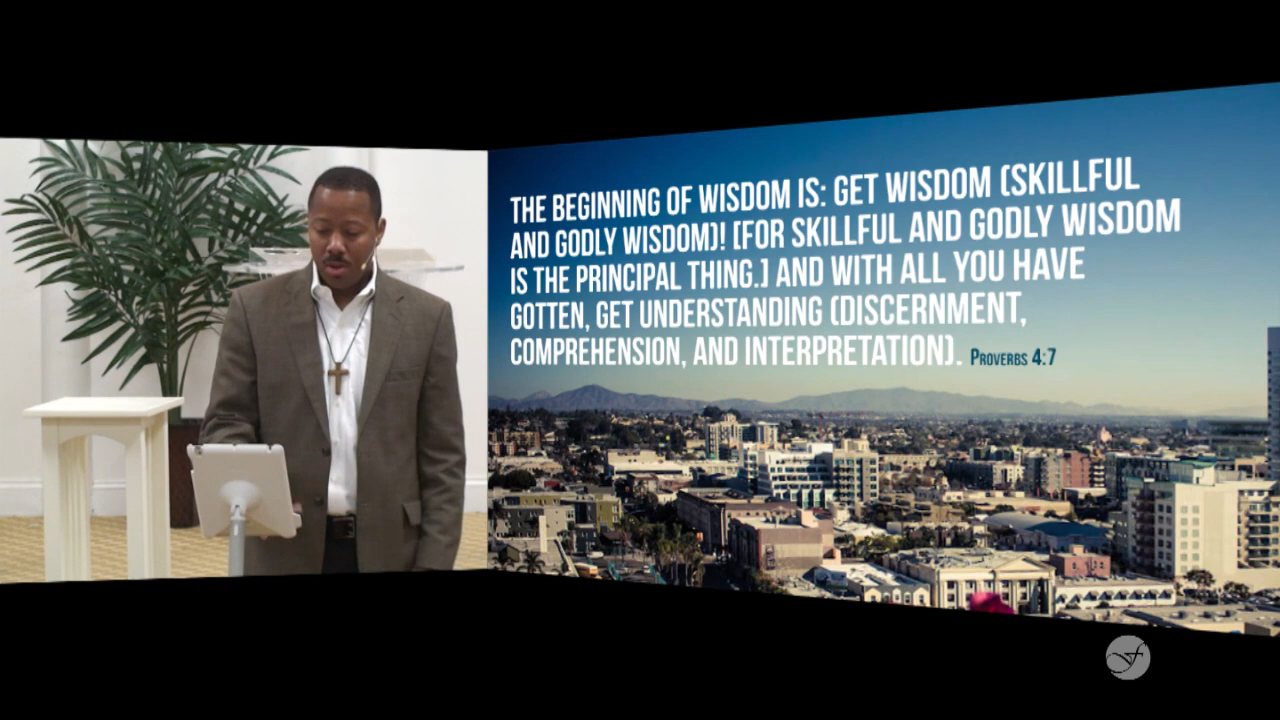 THE BEGINNING OF WISDOM IS: GET WISDOM (SKILLFUL
AND GODLY WISDOM)! [FOR SKILLFUL AND GODLY WISDOM
IS THE PRINCIPAL THING.] AND WITH ALL YOU HAVE
GOTTEN, GET UNDERSTANDING (DISCERNMENT,
COMPREHENSION, AND INTERPRETATION). PROVERBS 4:7